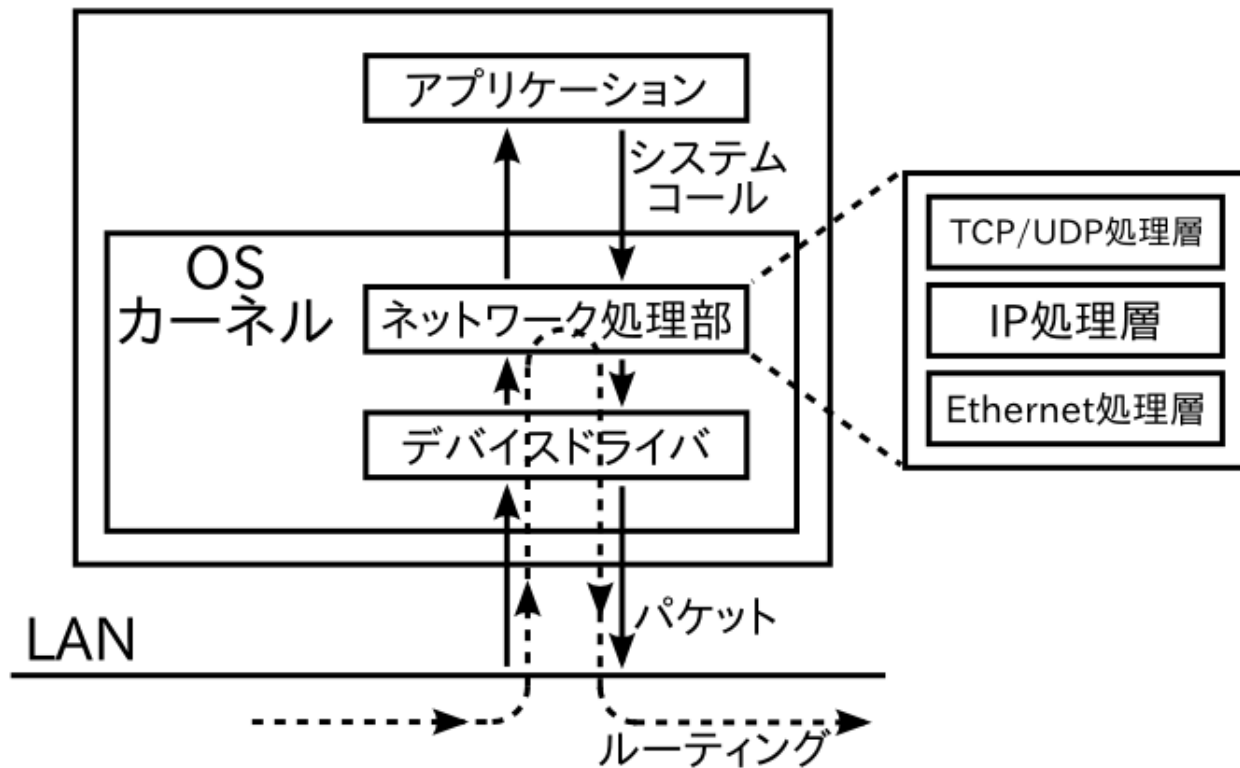 アプリケーション
システム
コール
OS
カーネル
ネットワーク処理部
デバイスドライバ
TCP/UDP処理層
IP処理層
Ethernet処理層
LAN
パケット
ルーティング